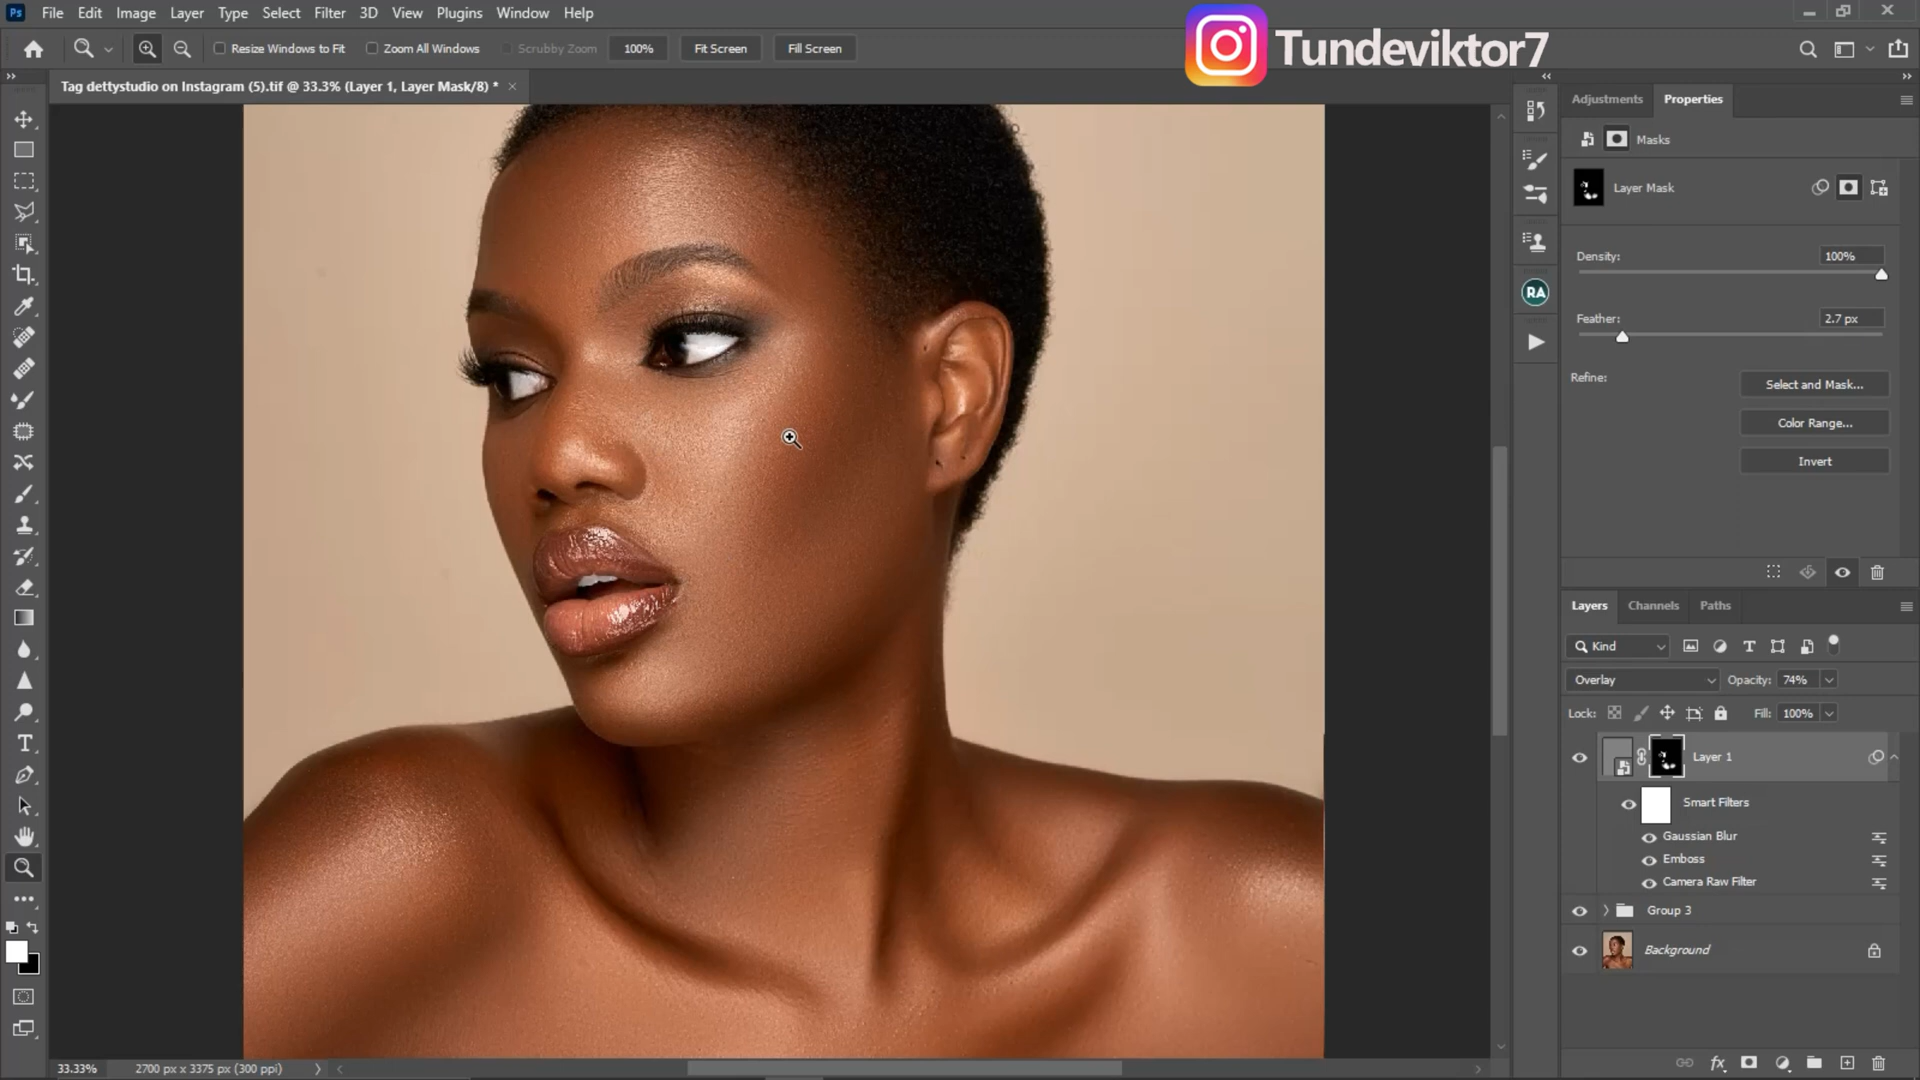 Ps File Edit Image Layer Type Select Filter 3D View Plugins Window Help
Resize Windows to Fit Zoom All Windows Scrubby Zoom 100% Fit Screen Fill Screen
Tundeviktor7
Tag dettystudio on Instagram (5).tif @ 33.3% (Layer 1, Layer Mask/8) *
Adjustments Properties
Masks
Layer Mask
Density: 100%
Feather: 2.7 px
RA
Refine: Select and Mask...
Color Range...
Invert
Layers Channels Paths
Kind
Overlay Opacity: 74%
Lock: Fill: 100%
Layer 1
Smart Filters
Gaussian Blur
Emboss
Camera Raw Filter
Group 3
Background
33.33% 2700 px x 3375 px (300 ppi)
fx